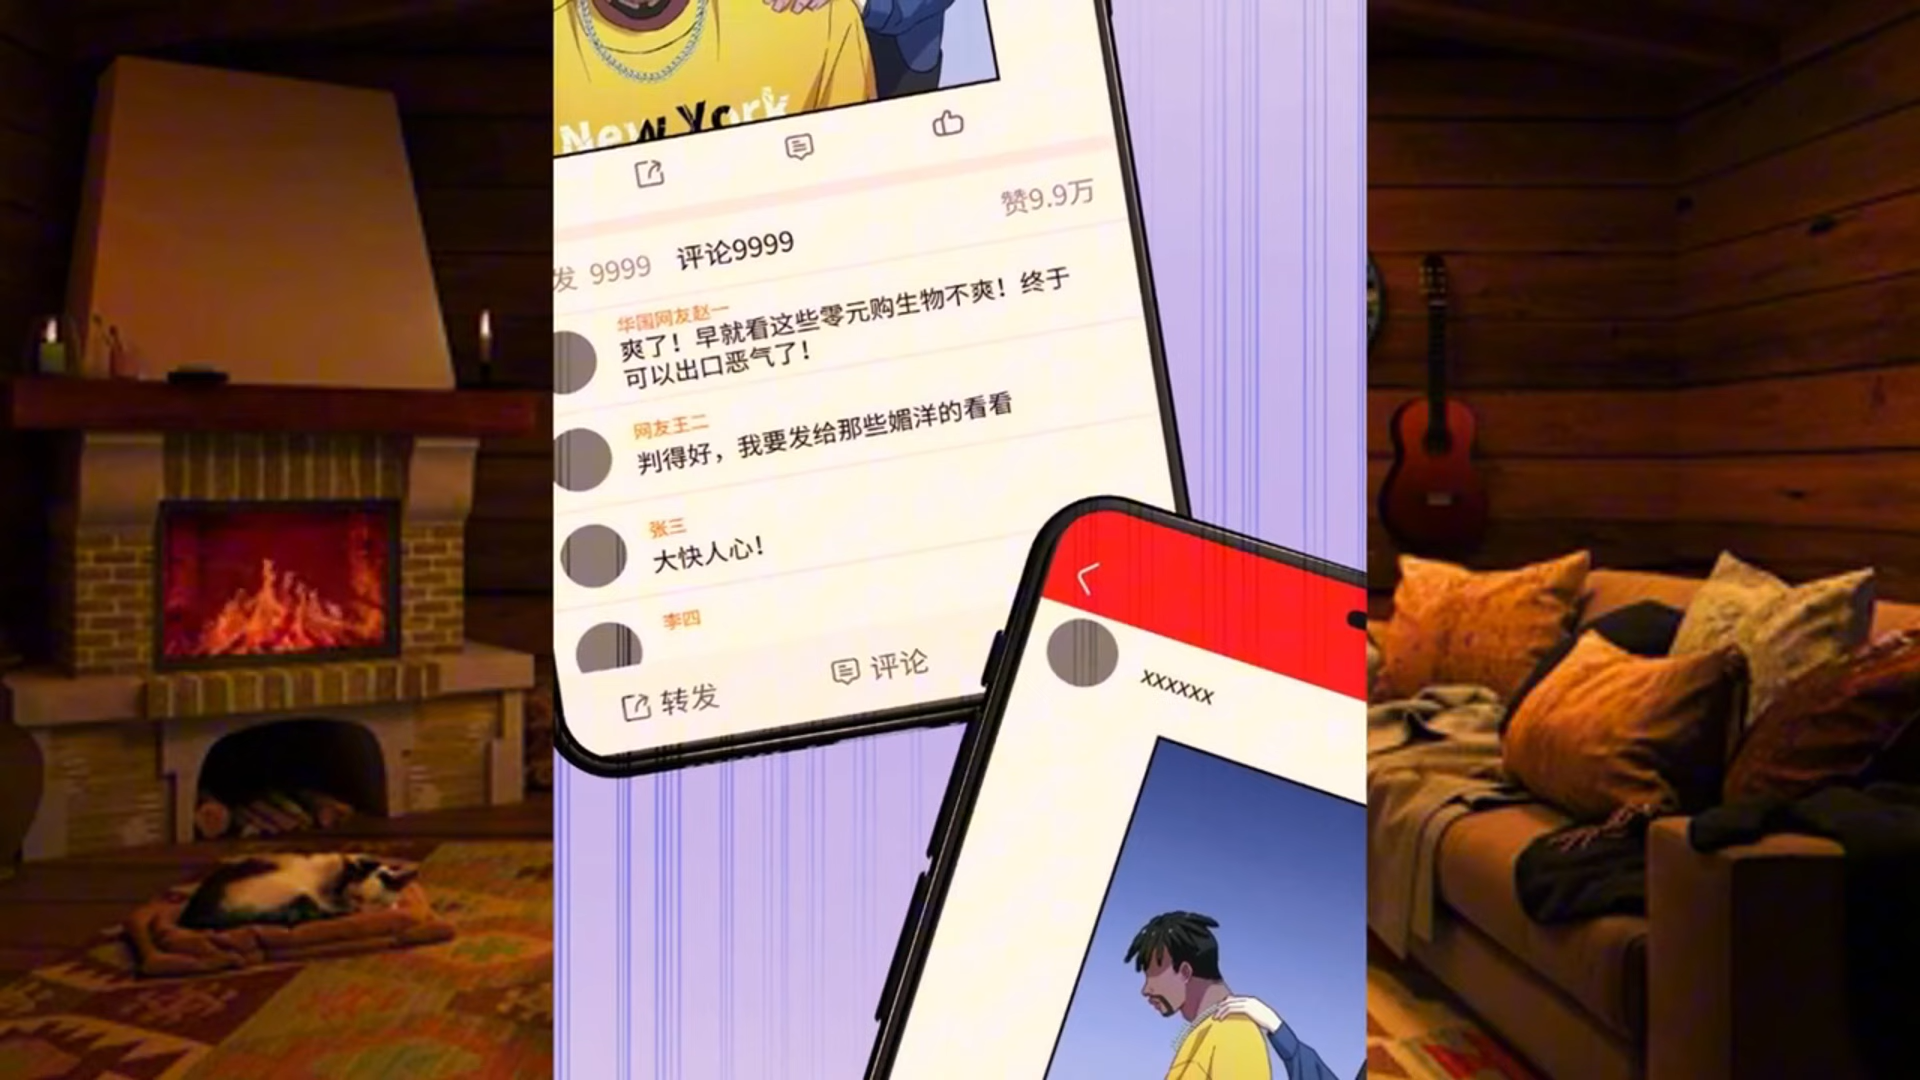 New York
赞9.9万
发 9999 评论9999
华国网友赵一
爽了！早就看这些零元购生物不爽！终于
可以出口恶气了！
网友王二
判得好，我要发给那些媚洋的看看
张三
大快人心！
李四
转发 评论
xxxxxx